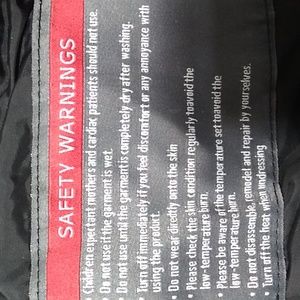 SAFETY WARNINGS
• Children expectant mothers and cardiac patients should not use.
• Do not use if the garment is wet.
• Do not use until the garment is completely dry after washing.
Turn off immediately if you feel discomfort or any annoyance with
using the product.
• Do not wear directly onto the skin
• Please check the skin condition regularly toavoid the
low-temperature burn.
• Please be aware of the temperature set toavoid the
low-temperature burn.
• Do not disassemble, remodel and repair by yourselves.
• Turn off the heat when undressing